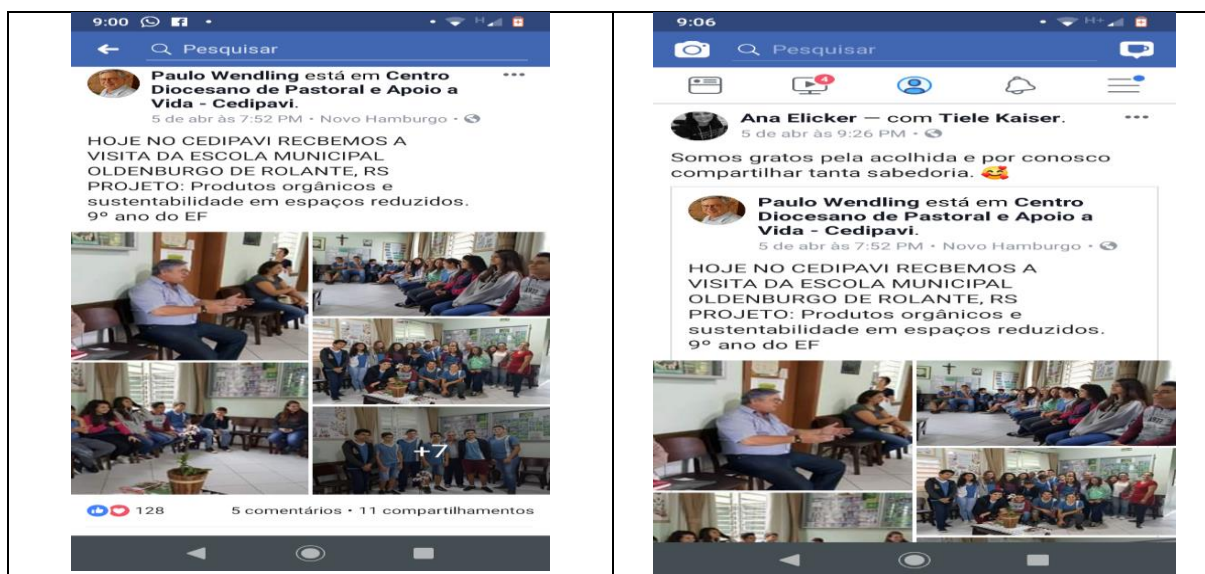 9:00
H
Pesquisar
Paulo Wendling está em Centro
Diocesano de Pastoral e Apoio a
Vida - Cedipavi.
5 de abr às 7:52 PM • Novo Hamburgo •
HOJE NO CEDIPAVI RECBEMOS A
VISITA DA ESCOLA MUNICIPAL
OLDENBURGO DE ROLANTE, RS
PROJETO: Produtos orgânicos e
sustentabilidade em espaços reduzidos.
9º ano do EF
+7
128
5 comentários • 11 compartilhamentos
9:06
H+
Pesquisar
4
Ana Elicker — com Tiele Kaiser.
5 de abr às 9:26 PM •
Somos gratos pela acolhida e por conosco
compartilhar tanta sabedoria. 🥰
Paulo Wendling está em Centro
Diocesano de Pastoral e Apoio a
Vida - Cedipavi.
5 de abr às 7:52 PM • Novo Hamburgo •
HOJE NO CEDIPAVI RECBEMOS A
VISITA DA ESCOLA MUNICIPAL
OLDENBURGO DE ROLANTE, RS
PROJETO: Produtos orgânicos e
sustentabilidade em espaços reduzidos.
9º ano do EF